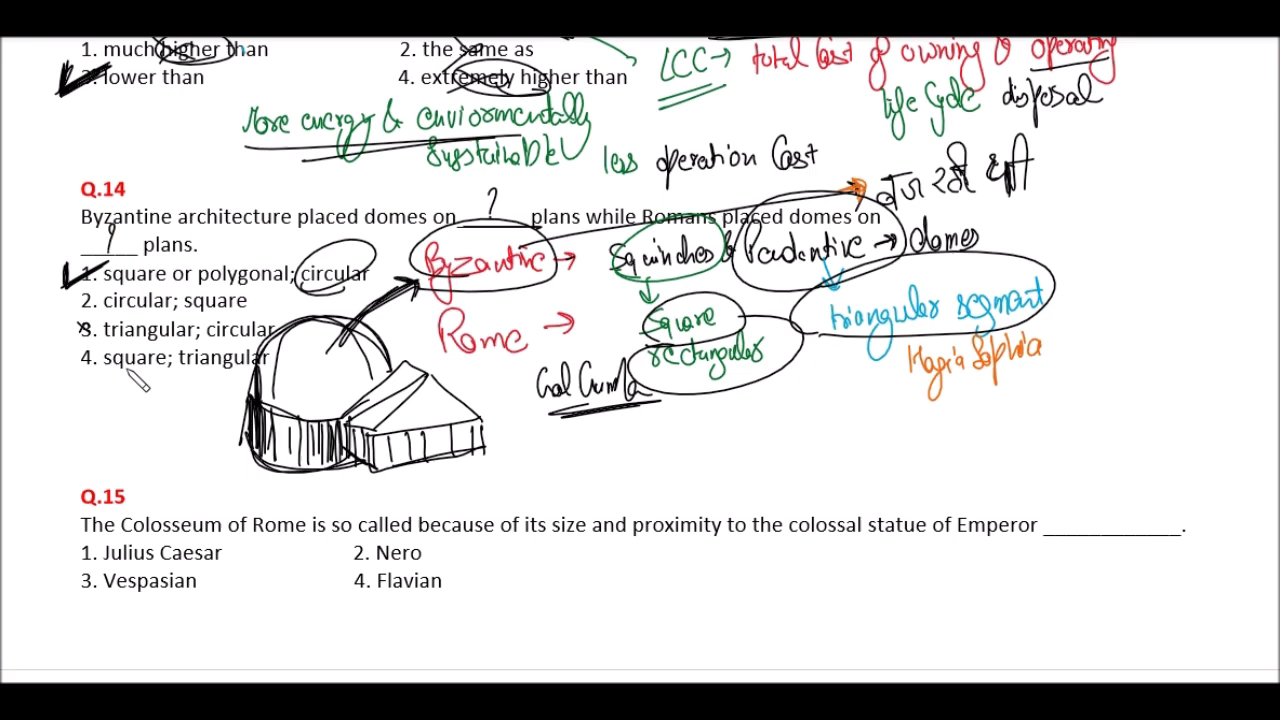 1. much higher than 2. the same as
3. lower than 4. extremely higher than
LCC → total Cost of owning & operating
life Cycle disposal
More energy & enviormentally
sustainable
less operation Cost
Q.14
Byzantine architecture placed domes on ______ plans while Romans placed domes on
?
_____ plans.
?
1. square or polygonal; circular
2. circular; square
3. triangular; circular
4. square; triangular
Byzantine → Squinches & Pendentive → domes
Rome → Square
rectangular
triangular segment
Hagia Sophia
Q.15
The Colosseum of Rome is so called because of its size and proximity to the colossal statue of Emperor _____________.
1. Julius Caesar 2. Nero
3. Vespasian 4. Flavian